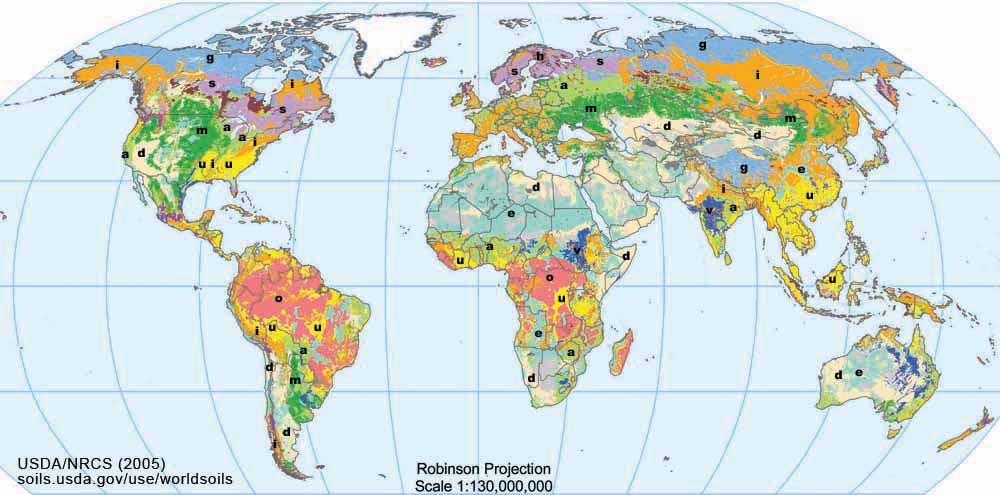 h
g
g
i
s
s
s
i
i
a
s
m
a
s
m
m
a
d
d
a
d
i
u
i
u
g
e
d
i
u
e
v
a
a
u
v
d
o
u
o
u
i
u
u
e
a
a
d
d
d
e
m
d
i
USDA/NRCS (2005)
soils.usda.gov/use/worldsoils
Robinson Projection
Scale 1:130,000,000